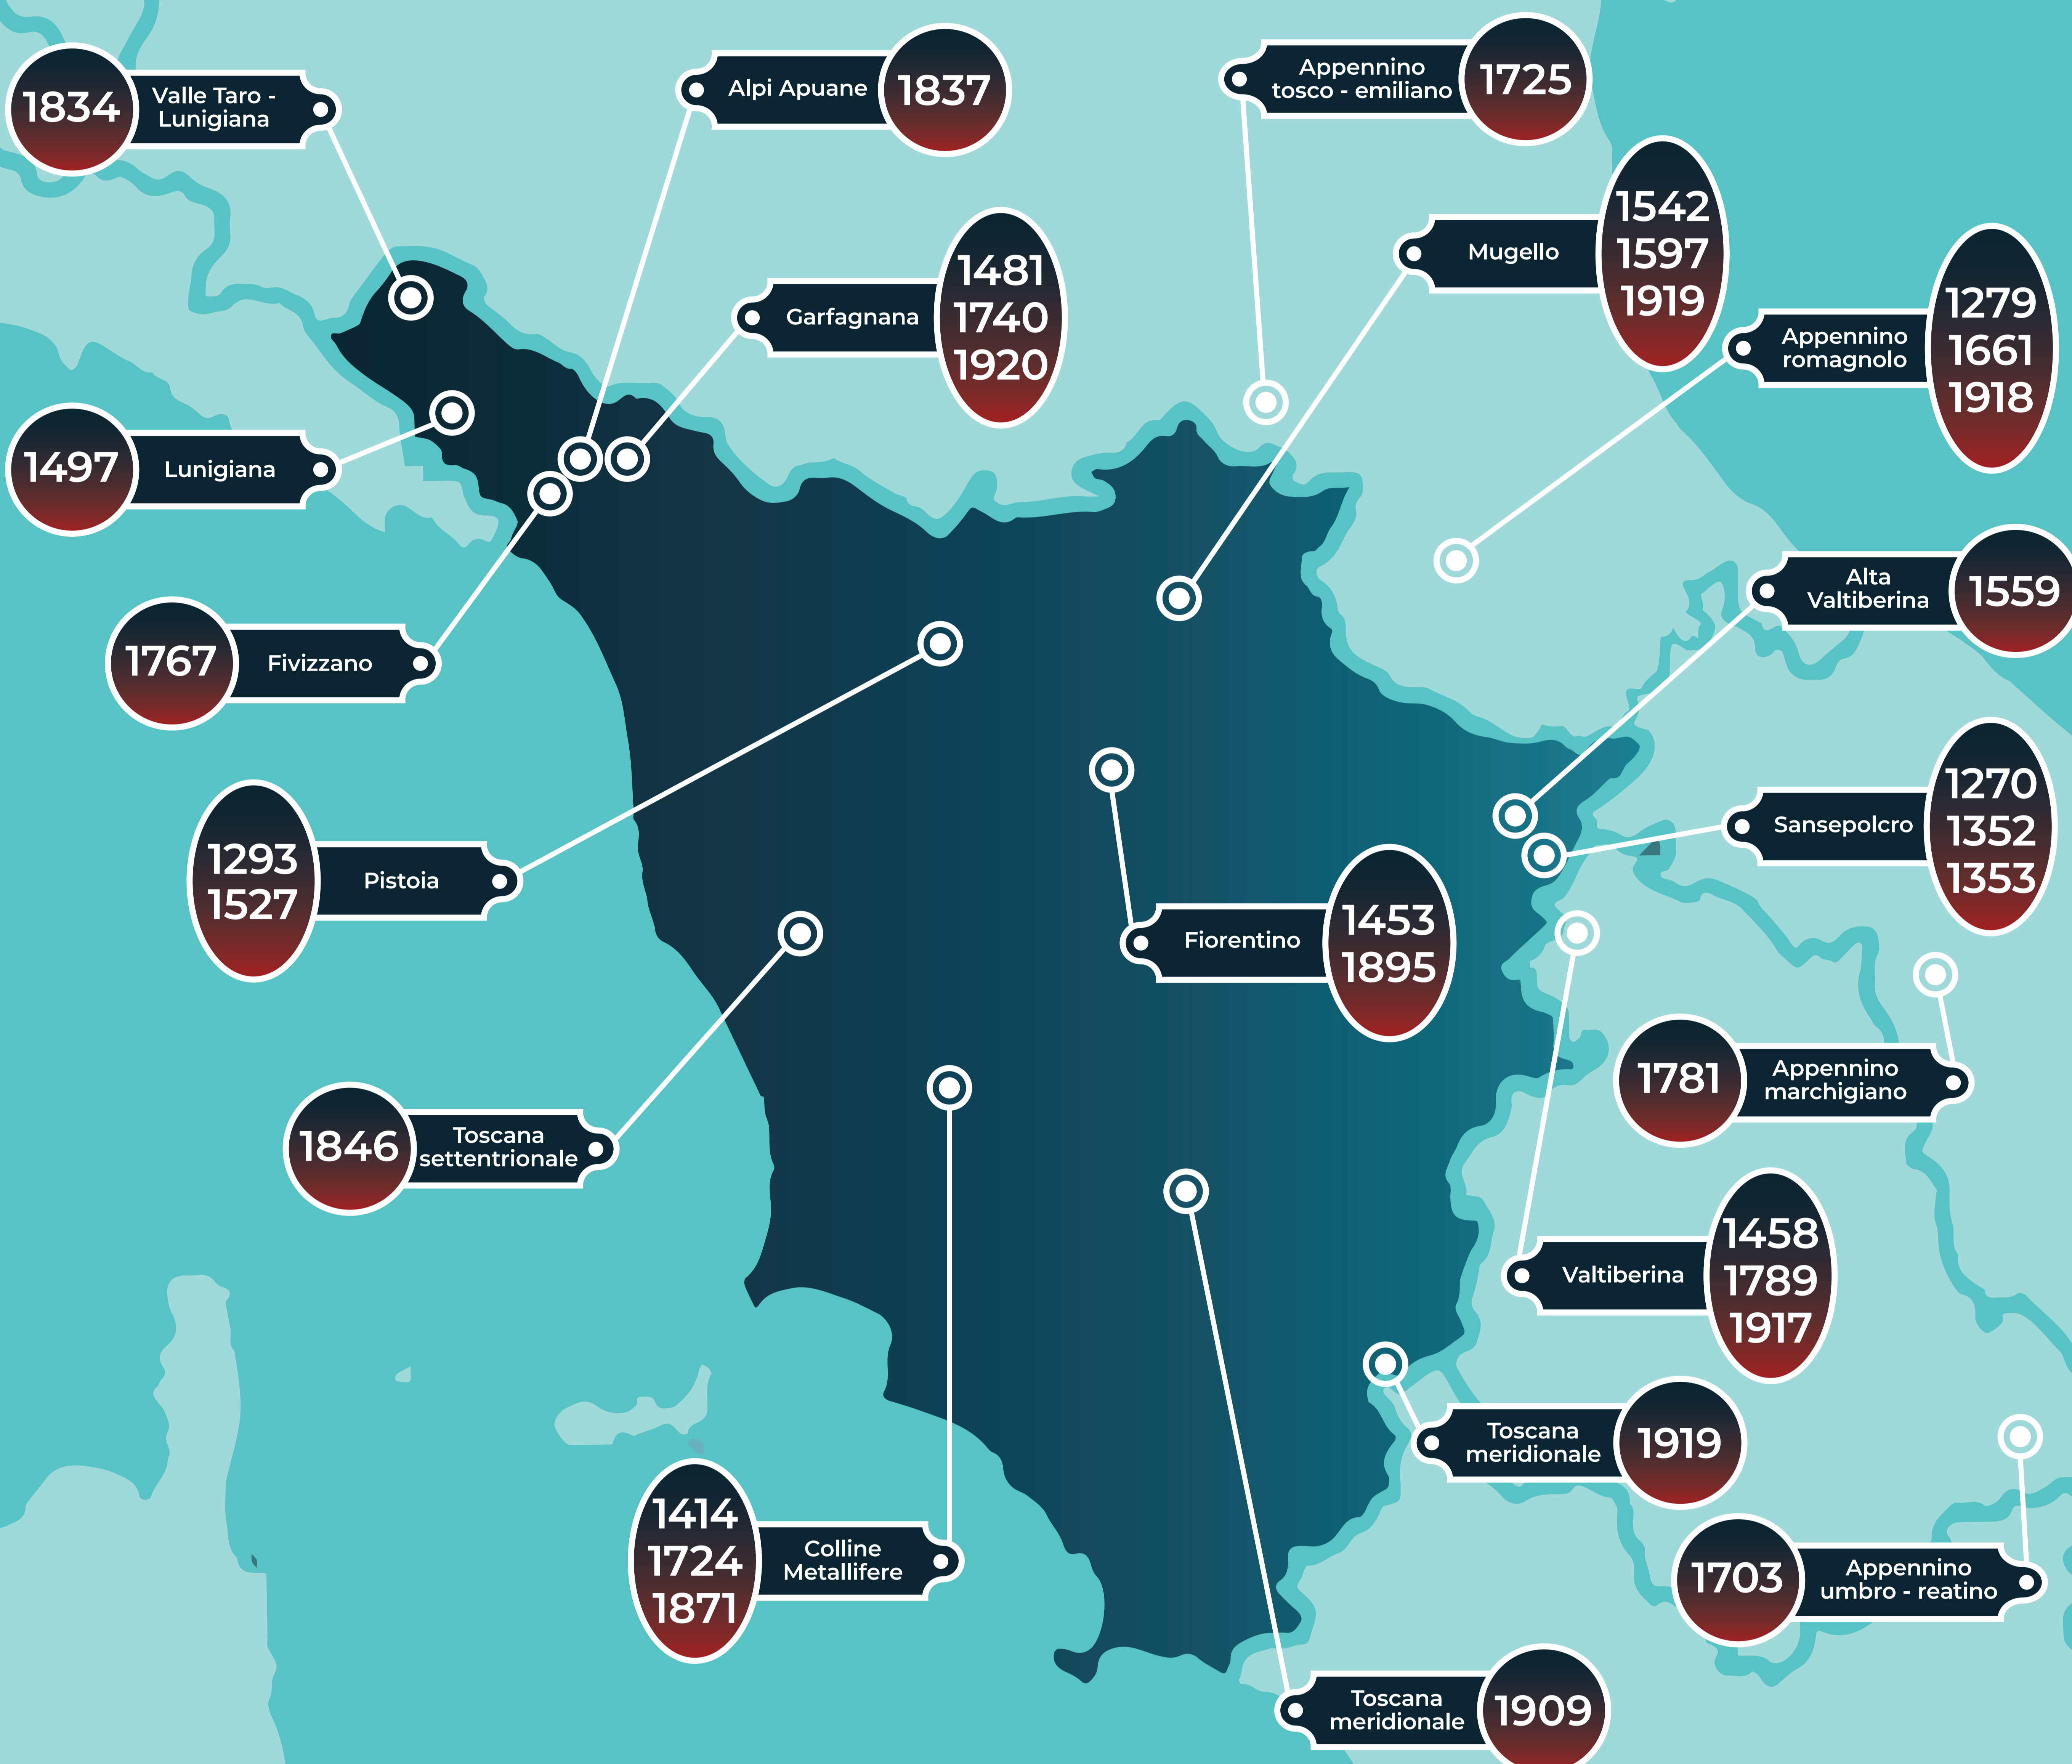 1834
Valle Taro -
Lunigiana
Alpi Apuane
1837
Appennino
tosco - emiliano
1725
Mugello
1542
1597
1919
Garfagnana
1481
1740
1920
Appennino
romagnolo
1279
1661
1918
1497
Lunigiana
Alta
Valtiberina
1559
1767
Fivizzano
Sansepolcro
1270
1352
1353
1293
1527
Pistoia
Fiorentino
1453
1895
1781
Appennino
marchigiano
1846
Toscana
settentrionale
Valtiberina
1458
1789
1917
Toscana
meridionale
1919
1414
1724
1871
Colline
Metallifere
1703
Appennino
umbro - reatino
Toscana
meridionale
1909